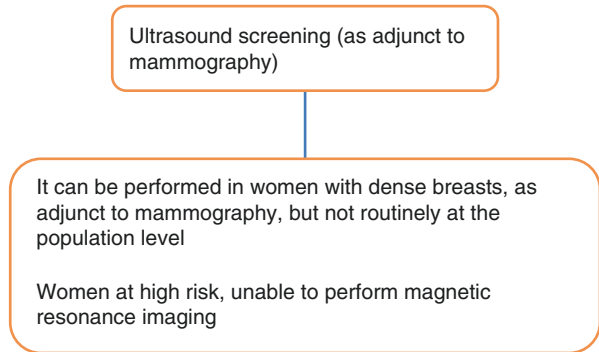 Ultrasound screening (as adjunct to
mammography)
It can be performed in women with dense breasts, as
adjunct to mammography, but not routinely at the
population level
Women at high risk, unable to perform magnetic
resonance imaging